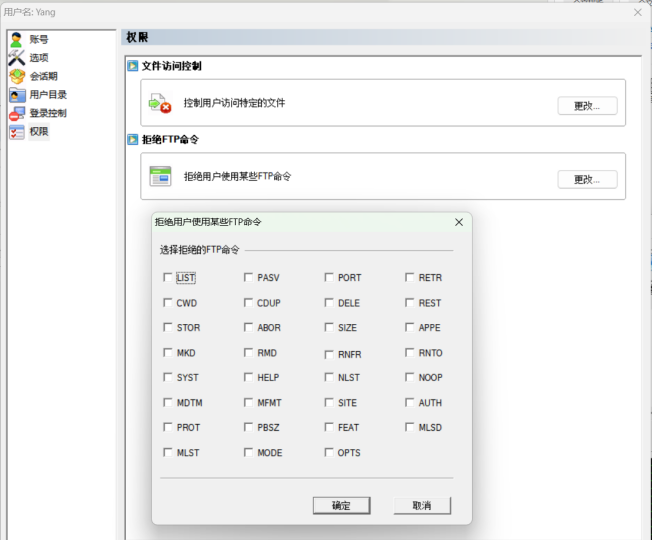 用户名: Yang
账号
选项
会话期
用户目录
登录控制
权限
权限
文件访问控制
控制用户访问特定的文件
更改...
拒绝FTP命令
拒绝用户使用某些FTP命令
更改...
拒绝用户使用某些FTP命令
选择拒绝的FTP命令
LIST PASV PORT RETR
CWD CDUP DELE REST
STOR ABOR SIZE APPE
MKD RMD RNFR RNTO
SYST HELP NLST NOOP
MDTM MFMT SITE AUTH
PROT PBSZ FEAT MLSD
MLST MODE OPTS
确定 取消